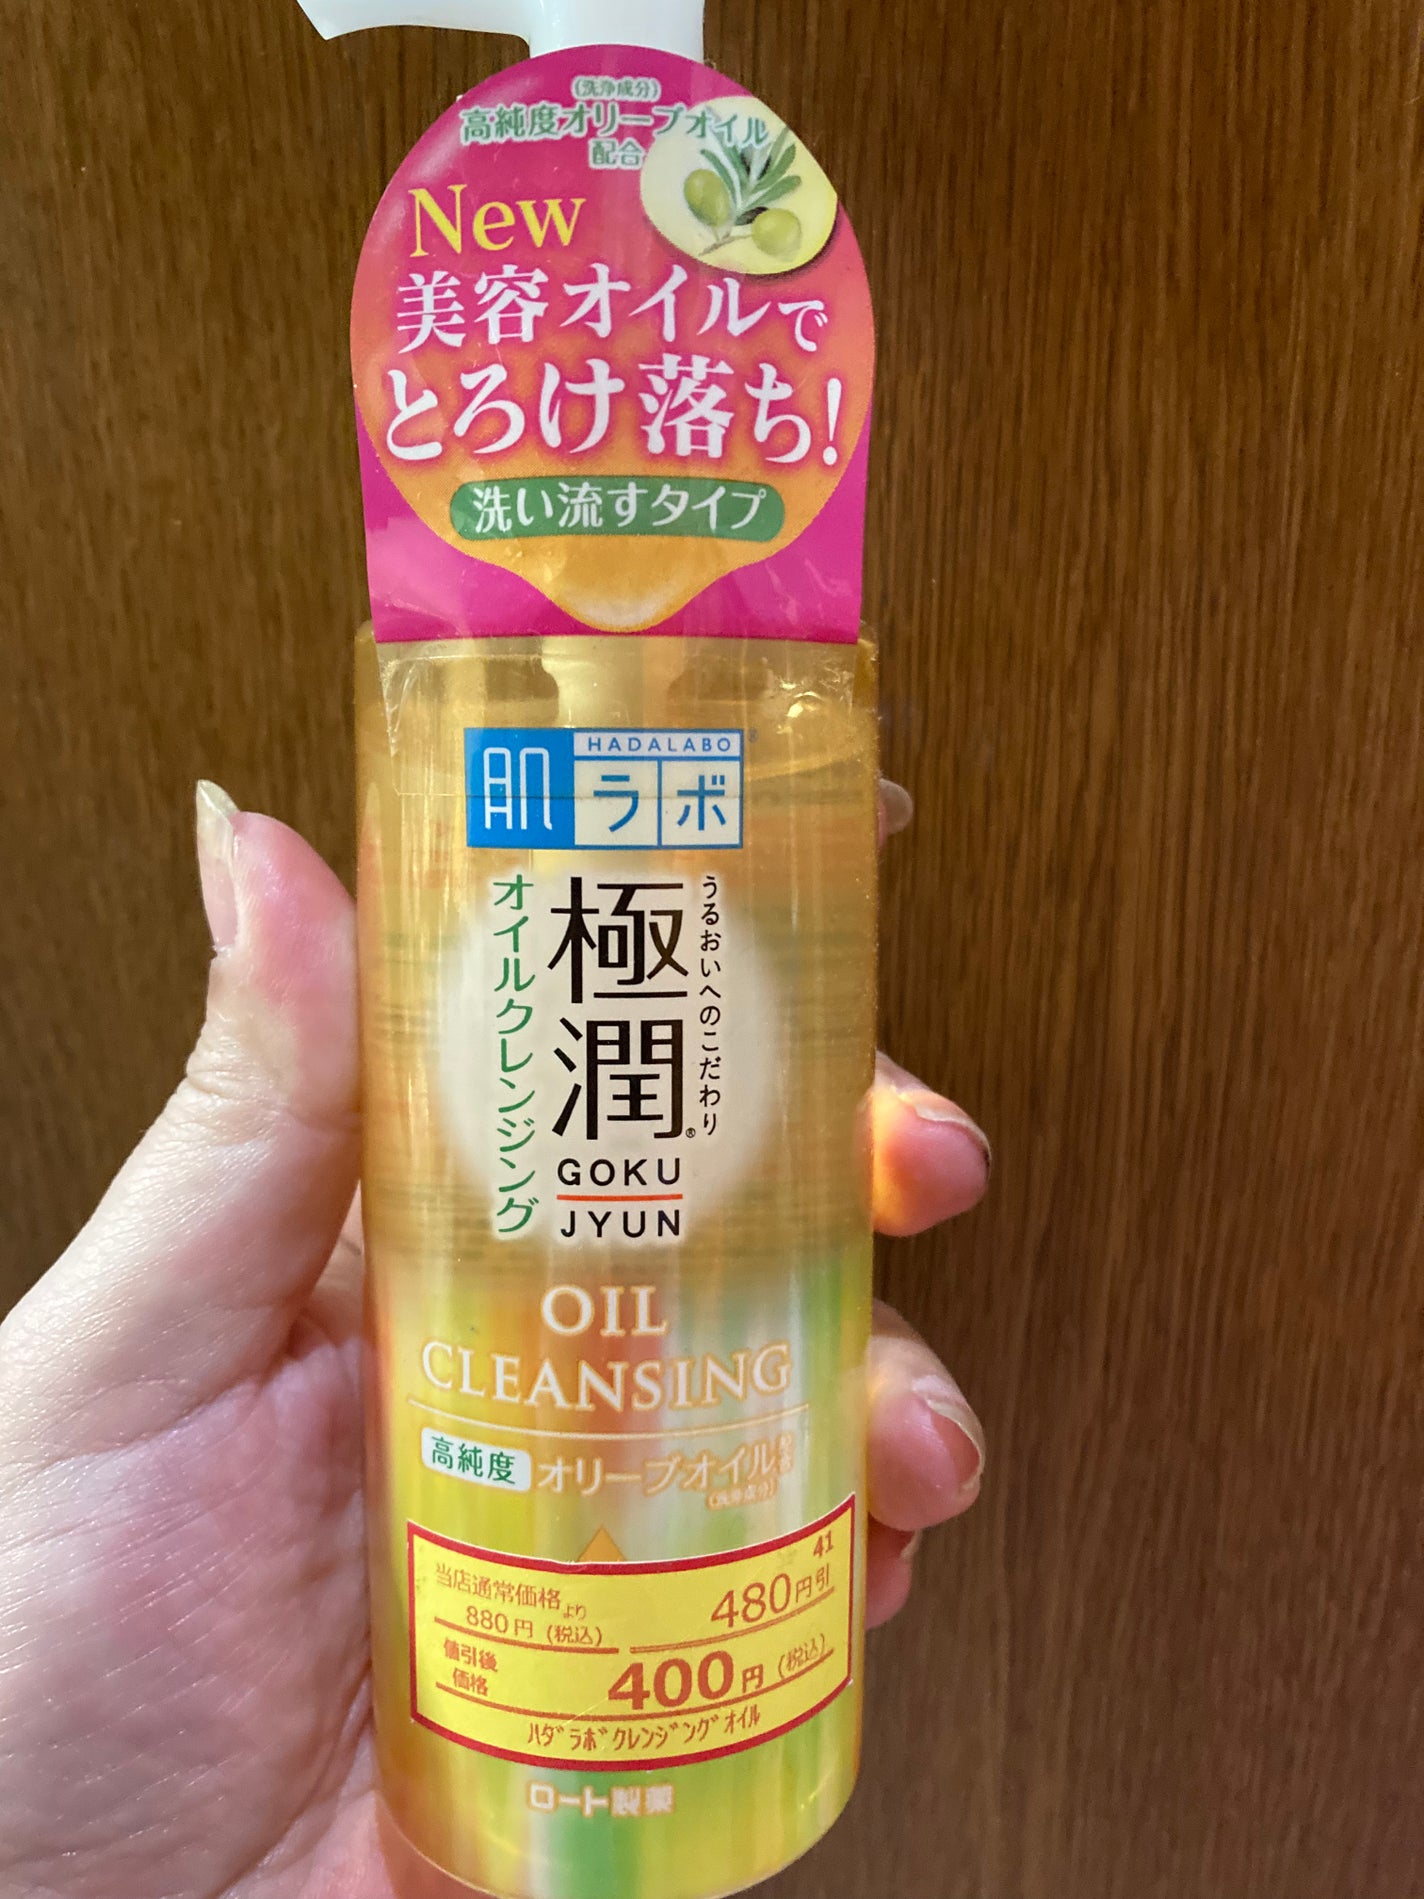 (洗浄成分)
高純度オリーブオイル
配合
New
美容オイルで
とろけ落ち!
洗い流すタイプ
HADALABO®
肌ラボ
うるおいへのこだわり
極潤®
オイルクレンジング
GOKU
JYUN
OIL
CLEANSING
高純度 オリーブオイル配合
(洗浄成分)
41
当店通常価格より
880円(税込)
480円引
値引後
価格
400円(税込)
ハダラボクレンジングオイル
ロート製薬